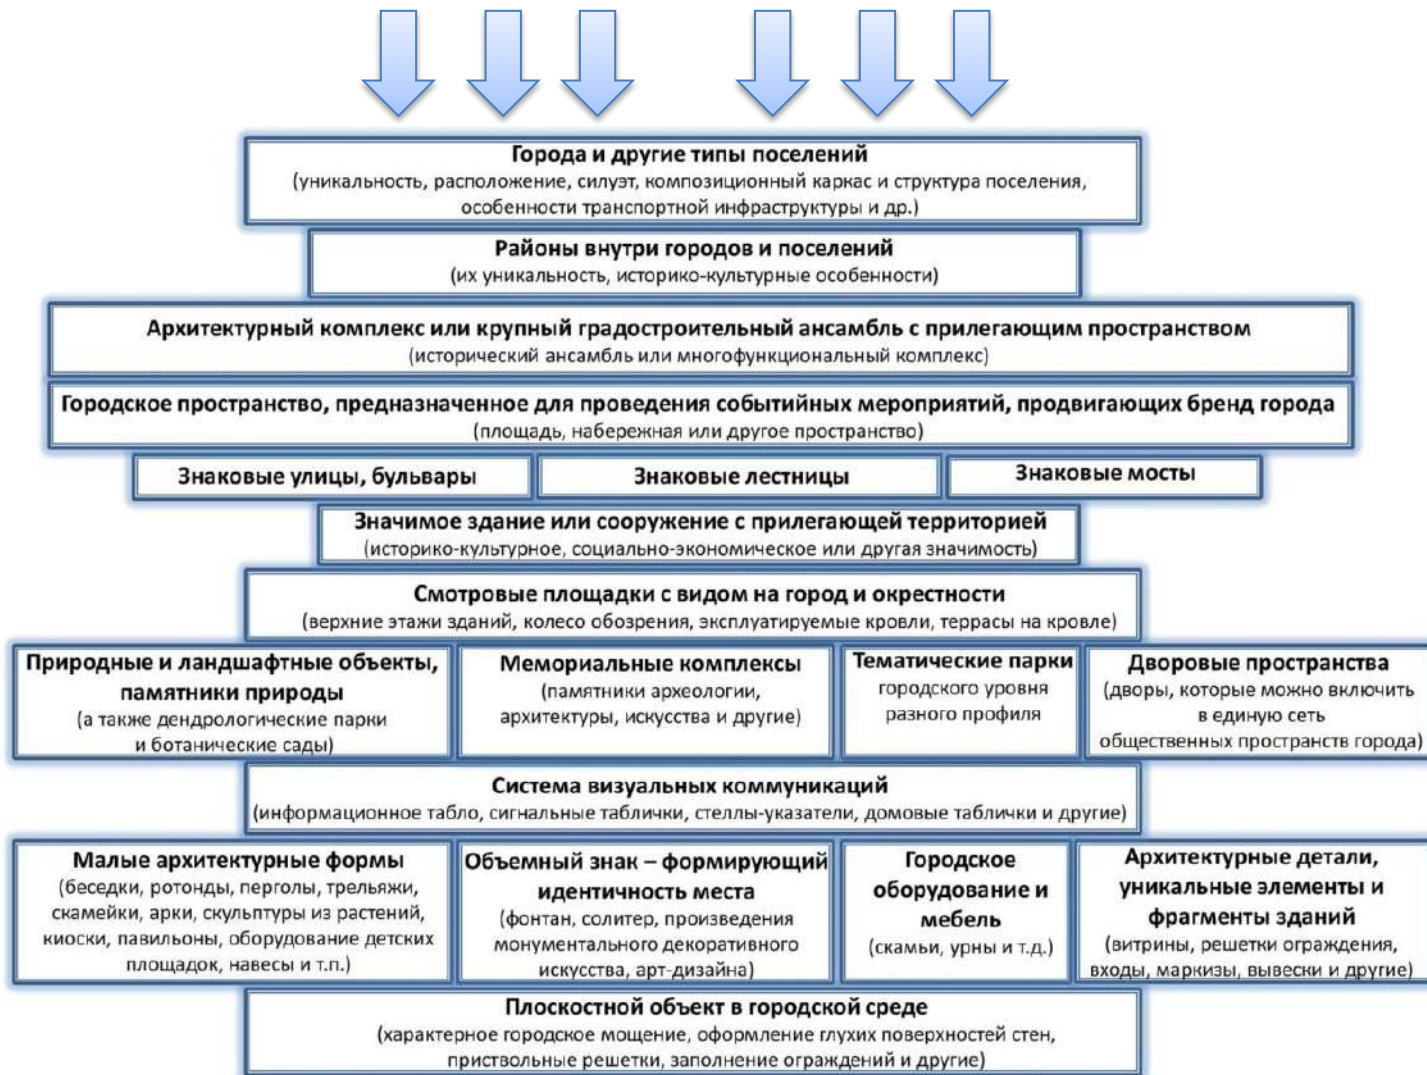 Города и другие типы поселений
(уникальность, расположение, силуэт, композиционный каркас и структура поселения,
особенности транспортной инфраструктуры и др.)
Районы внутри городов и поселений
(их уникальность, историко-культурные особенности)
Архитектурный комплекс или крупный градостроительный ансамбль с прилегающим пространством
(исторический ансамбль или многофункциональный комплекс)
Городское пространство, предназначенное для проведения событийных мероприятий, продвигающих бренд города
(площадь, набережная или другое пространство)
Знаковые улицы, бульвары
Знаковые лестницы
Знаковые мосты
Значимое здание или сооружение с прилегающей территорией
(историко-культурное, социально-экономическое или другая значимость)
Смотровые площадки с видом на город и окрестности
(верхние этажи зданий, колесо обозрения, эксплуатируемые кровли, террасы на кровле)
Природные и ландшафтные объекты,
памятники природы
(а также дендрологические парки
и ботанические сады)
Мемориальные комплексы
(памятники археологии,
архитектуры, искусства и другие)
Тематические парки
городского уровня
разного профиля
Дворовые пространства
(дворы, которые можно включить
в единую сеть
общественных пространств города)
Система визуальных коммуникаций
(информационное табло, сигнальные таблички, стеллы-указатели, домовые таблички и другие)
Малые архитектурные формы
(беседки, ротонды, перголы, трельяжи,
скамейки, арки, скульптуры из растений,
киоски, павильоны, оборудование детских
площадок, навесы и т.п.)
Объемный знак – формирующий
идентичность места
(фонтан, солитер, произведения
монументального декоративного
искусства, арт-дизайна)
Городское
оборудование и
мебель
(скамьи, урны и т.д.)
Архитектурные детали,
уникальные элементы и
фрагменты зданий
(витрины, решетки ограждения,
входы, маркизы, вывески и другие)
Плоскостной объект в городской среде
(характерное городское мощение, оформление глухих поверхностей стен,
приствольные решетки, заполнение ограждений и другие)